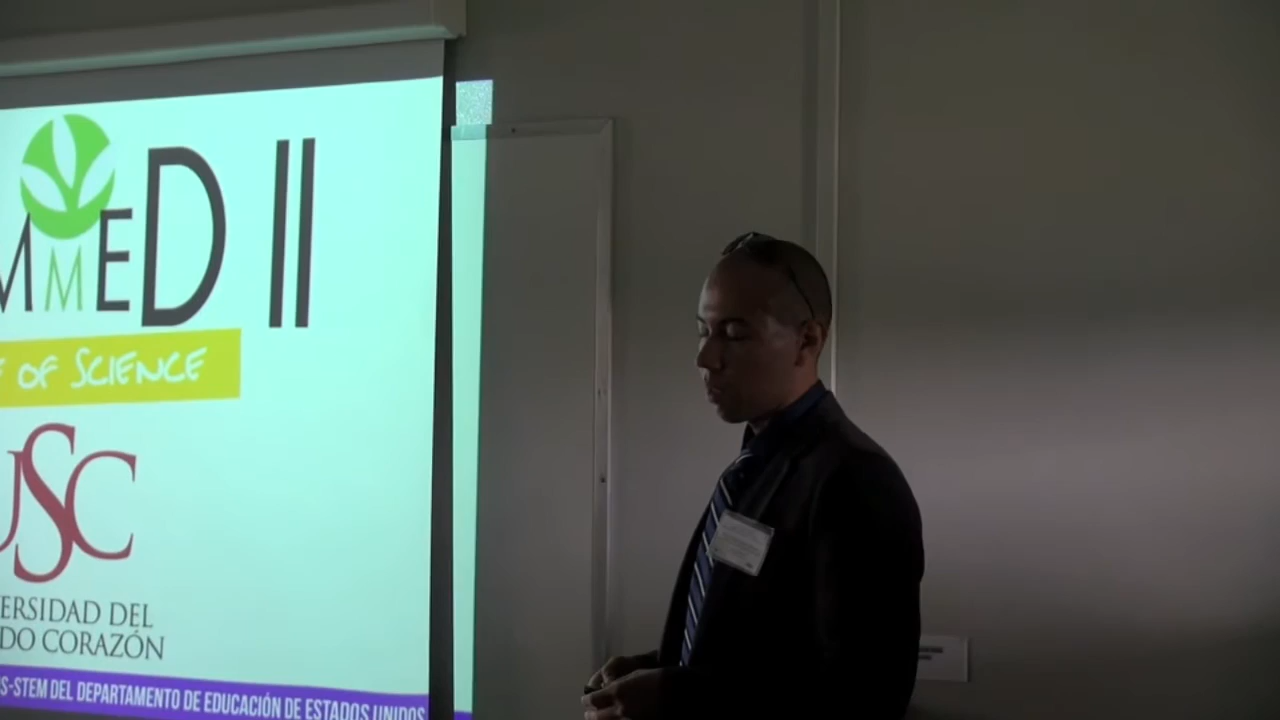 MMED II
OF SCIENCE
USC
ERSIDAD DEL
DO CORAZÓN
S-STEM DEL DEPARTAMENTO DE EDUCACIÓN DE ESTADOS UNIDOS